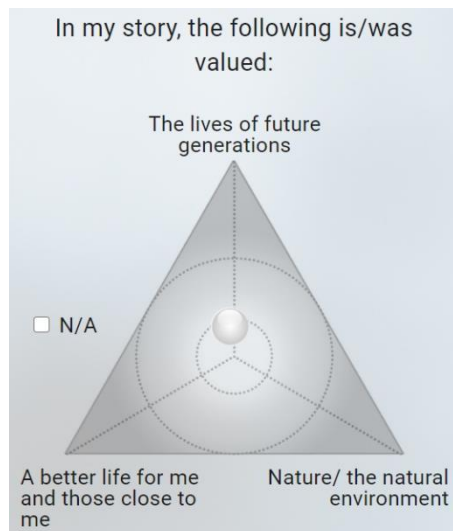 In my story, the following is/was
valued:
The lives of future
generations
N/A
A better life for me
and those close to
me
Nature/ the natural
environment